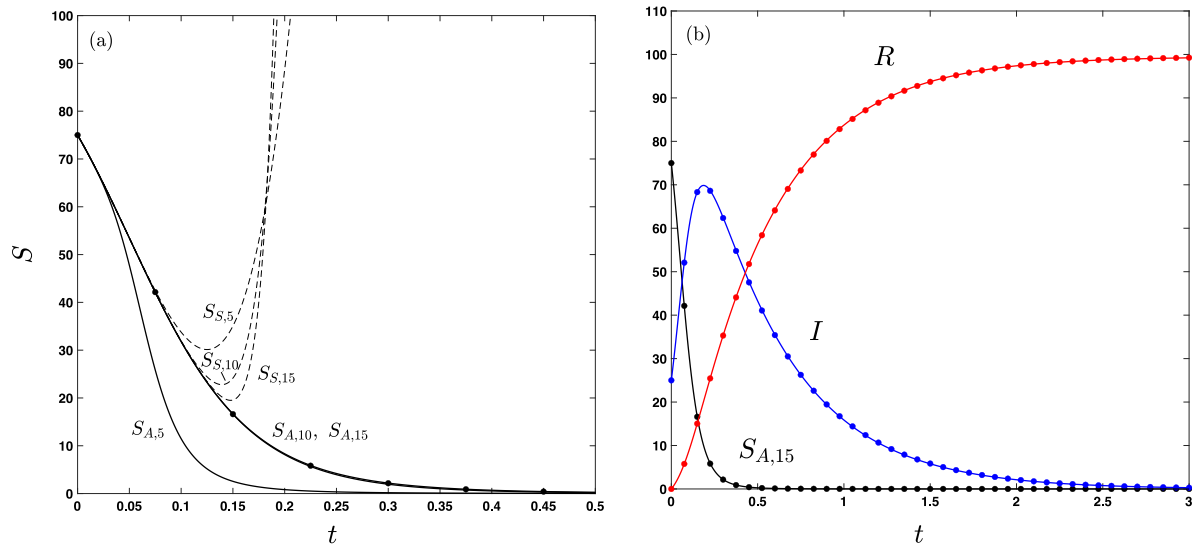 (a)
100
90
80
70
60
50
40
30
20
10
0
S
S_{S,5}
S_{S,10}
S_{S,15}
S_{A,5}
S_{A,10}, S_{A,15}
0 0.05 0.1 0.15 0.2 0.25 0.3 0.35 0.4 0.45 0.5
t
(b)
110
100
90
80
70
60
50
40
30
20
10
0
R
I
S_{A,15}
0 0.5 1 1.5 2 2.5 3
t